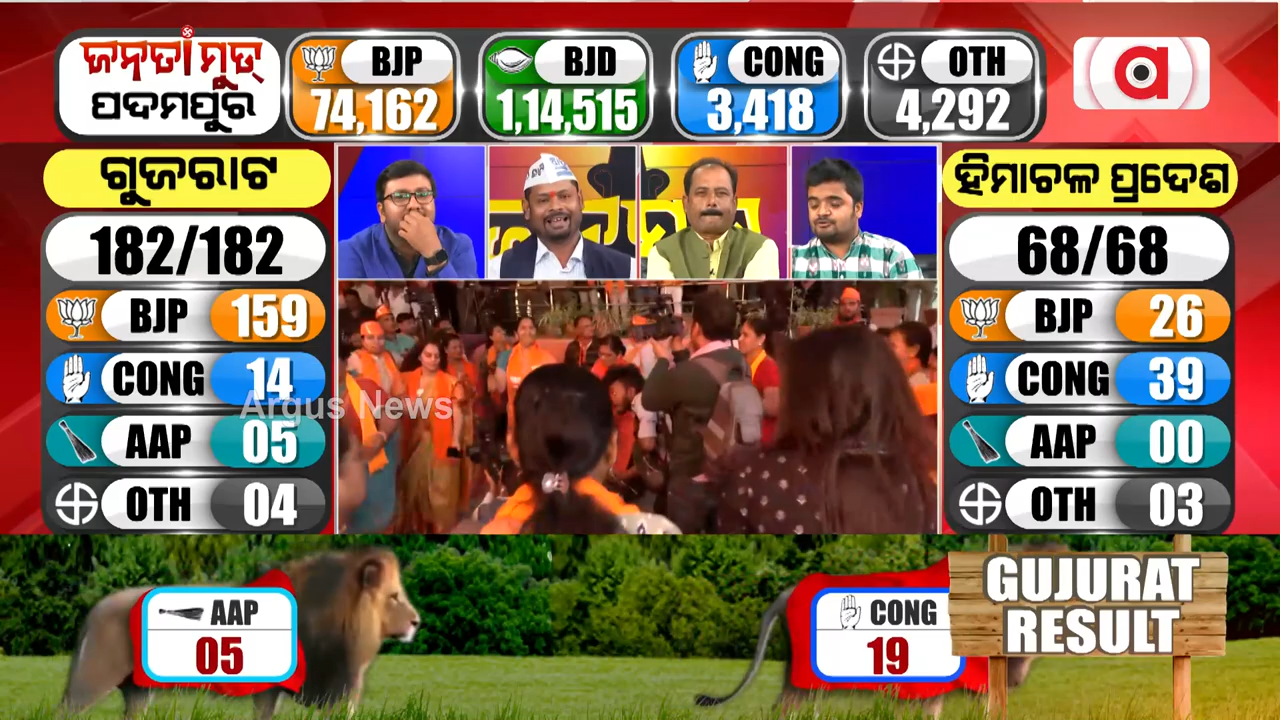 ଜନତା ମୁଡ୍
ପଦମପୁର
BJP
74,162
BJD
1,14,515
CONG
3,418
OTH
4,292
a
ଗୁଜରାଟ
182/182
BJP 159
CONG 14
AAP 05
OTH 04
ହିମାଚଳ ପ୍ରଦେଶ
68/68
BJP 26
CONG 39
AAP 00
OTH 03
Argus News
AAP
05
CONG
19
GUJURAT
RESULT